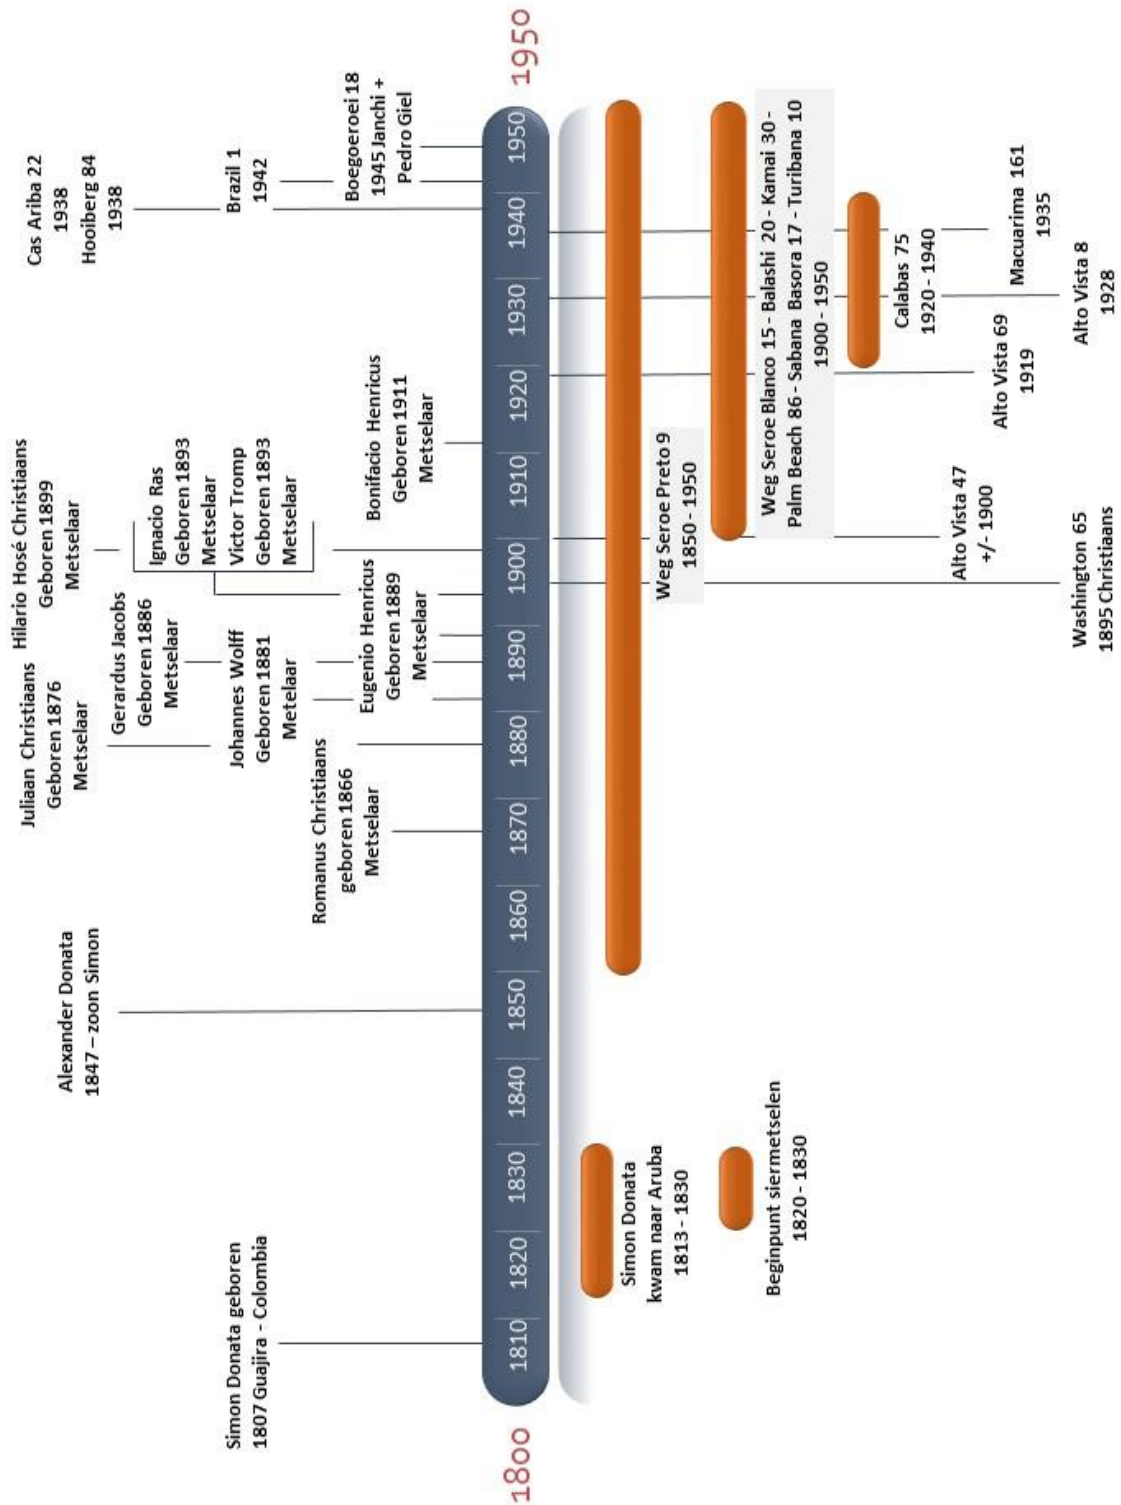 Simon Donata geboren
1807 Guajira - Colombia
Alexander Donata
1847 – zoon Simon
Romanus Christiaans
geboren 1866
Metselaar
Juliaan Christiaans
Geboren 1876
Metselaar
Johannes Wolff
Geboren 1881
Metelaar
Gerardus Jacobs
Geboren 1886
Metselaar
Eugenio Henricus
Geboren 1889
Metselaar
Hilario Hosé Christiaans
Geboren 1899
Metselaar
Ignacio Ras
Geboren 1893
Metselaar
Victor Tromp
Geboren 1893
Metselaar
Bonifacio Henricus
Geboren 1911
Metselaar
Cas Ariba 22
1938
Hooiberg 84
1938
Brazil 1
1942
Boegoeroei 18
1945 Janchi +
Pedro Giel
1800
1810
1820
1830
1840
1850
1860
1870
1880
1890
1900
1910
1920
1930
1940
1950
1950
Simon Donata
kwam naar Aruba
1813 - 1830
Beginpunt siermetselen
1820 - 1830
Weg Seroe Preto 9
1850 - 1950
Weg Seroe Blanco 15 - Balashi 20 - Kamai 30 -
Palm Beach 86 - Sabana Basora 17 - Turibana 10
1900 - 1950
Calabas 75
1920 - 1940
Washington 65
1895 Christiaans
Alto Vista 47
+/- 1900
Alto Vista 69
1919
Alto Vista 8
1928
Macuarima 161
1935